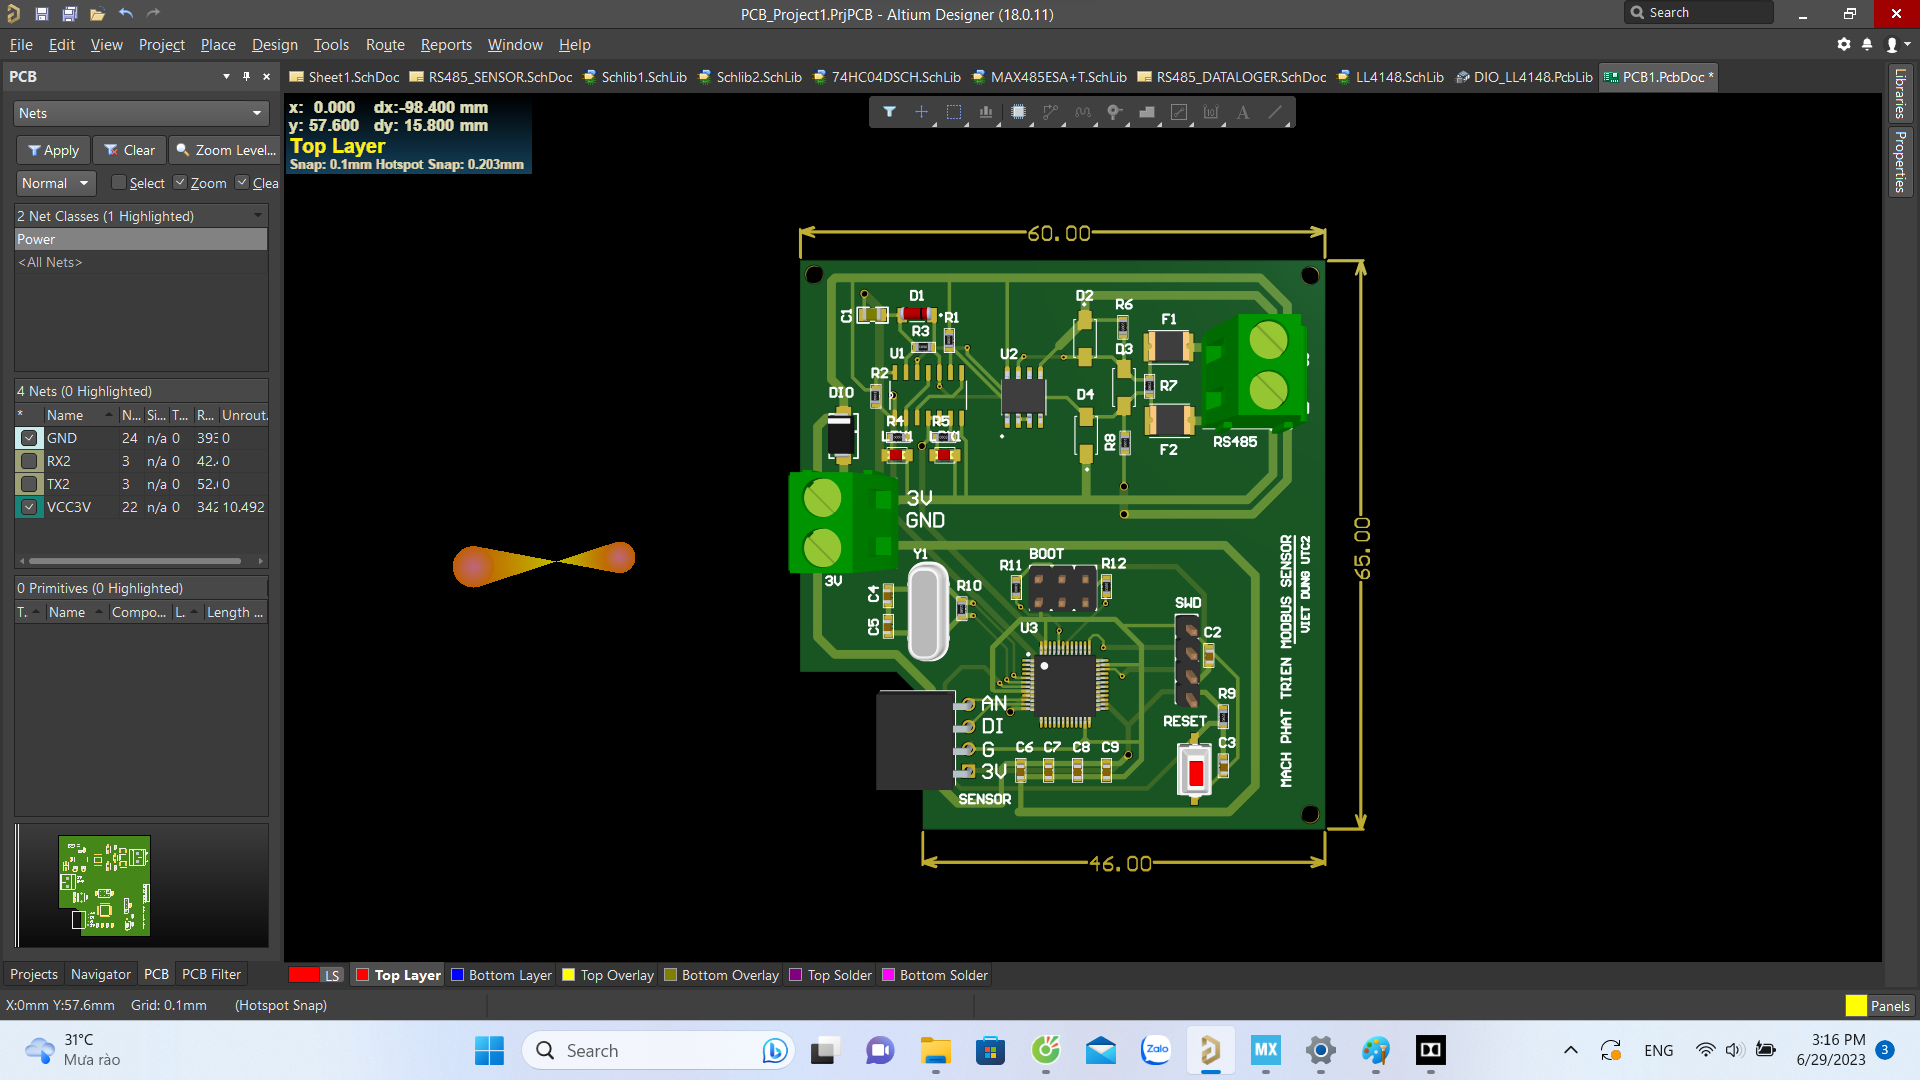 PCB_Project1.PrjPCB - Altium Designer (18.0.11)
Search
File Edit View Project Place Design Tools Route Reports Window Help
PCB
Sheet1.SchDoc RS485_SENSOR.SchDoc Schlib1.SchLib Schlib2.SchLib 74HC04DSCH.SchLib MAX485ESA+T.SchLib RS485_DATALOGER.SchDoc LL4148.SchLib DIO_LL4148.PcbLib PCB1.PcbDoc *
Libraries
Properties
Nets
Apply Clear Zoom Level...
Normal Select Zoom Clea
2 Net Classes (1 Highlighted)
Power
<All Nets>
4 Nets (0 Highlighted)
* Name N... Si... T... R... Unrout.
GND 24 n/a 0 393 0
RX2 3 n/a 0 42.‹ 0
TX2 3 n/a 0 52.‹ 0
VCC3V 22 n/a 0 342 10.492
0 Primitives (0 Highlighted)
T. Name Compo... L. Length ...
x: 0.000 dx:-98.400 mm
y: 57.600 dy: 15.800 mm
Top Layer
Snap: 0.1mm Hotspot Snap: 0.203mm
60.00
D1
D2
R6
C1
R1
F1
R3
U1
U2
D3
R2
R7
DIO
D4
R4 R5
R8
RS485
F2
3V
GND
65.00
Y1
BOOT
R11
R12
3V
C4
R10
SWD
C5
U3
C2
MACH PHAT TRIEN MODBUS SENSOR
VIET DUNG UTC2
R9
AN
DI
G
3V
RESET
C6 C7 C8 C9
C3
SENSOR
46.00
Projects Navigator PCB PCB Filter
LS Top Layer Bottom Layer Top Overlay Bottom Overlay Top Solder Bottom Solder
X:0mm Y:57.6mm Grid: 0.1mm (Hotspot Snap)
Panels
31°C
Mưa rào
Search
Zalo
MX
ENG
3:16 PM
6/29/2023
3